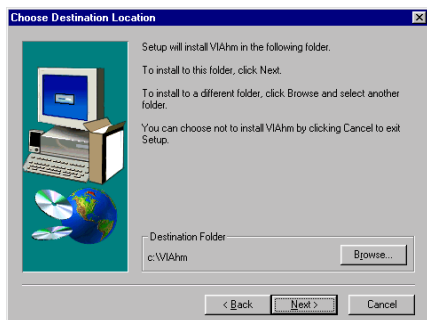 Choose Destination Location
Setup will install VIAhm in the following folder.
To install to this folder, click Next.
To install to a different folder, click Browse and select another
folder.
You can choose not to install VIAhm by clicking Cancel to exit
Setup.
Destination Folder
c:\VIAhm
Browse...
< Back
Next >
Cancel